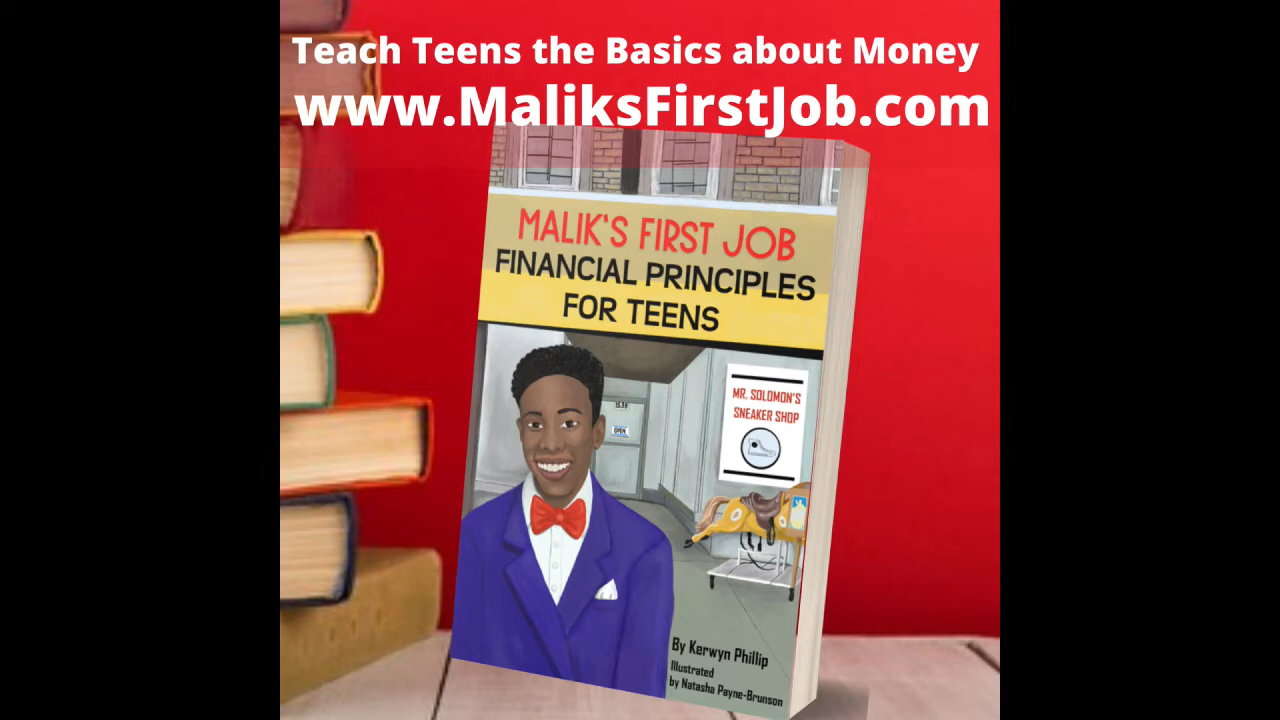 Teach Teens the Basics about Money
www.MaliksFirstJob.com
MALIK'S FIRST JOB
FINANCIAL PRINCIPLES
FOR TEENS
MR. SOLOMON'S
SNEAKER SHOP
OPEN
By Kerwyn Phillip
Illustrated
by Natasha Payne-Brunson